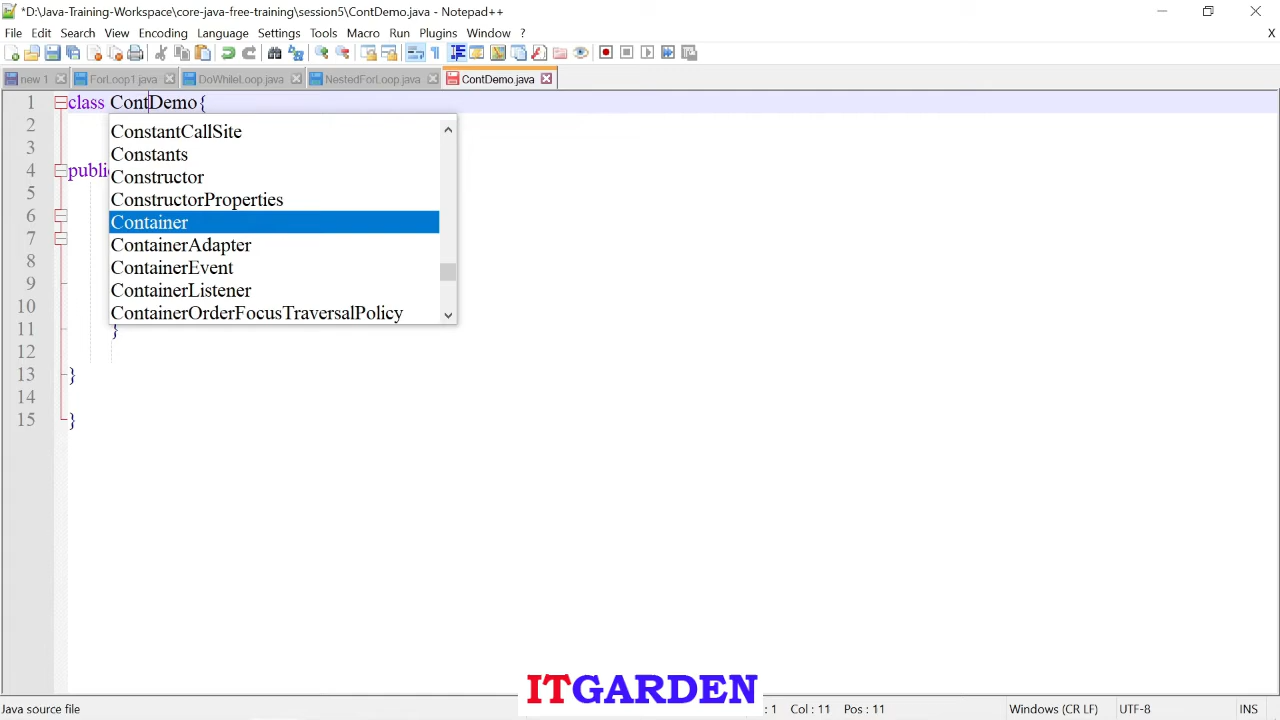 *D:\Java-Training-Workspace\core-java-free-training\session5\ContDemo.java - Notepad++
File Edit Search View Encoding Language Settings Tools Macro Run Plugins Window ? X
new 1 ForLoop1.java DoWhileLoop.java NestedForLoop.java ContDemo.java
1 class ContDemo{
2 ConstantCallSite
3 Constants
4 public Constructor
5 ConstructorProperties
6 Container
7 ContainerAdapter
8 ContainerEvent
9 ContainerListener
10 ContainerOrderFocusTraversalPolicy
11 }
12
13 }
14
15 }
ITGARDEN
Java source file : 1 Col : 11 Pos : 11 Windows (CR LF) UTF-8 INS